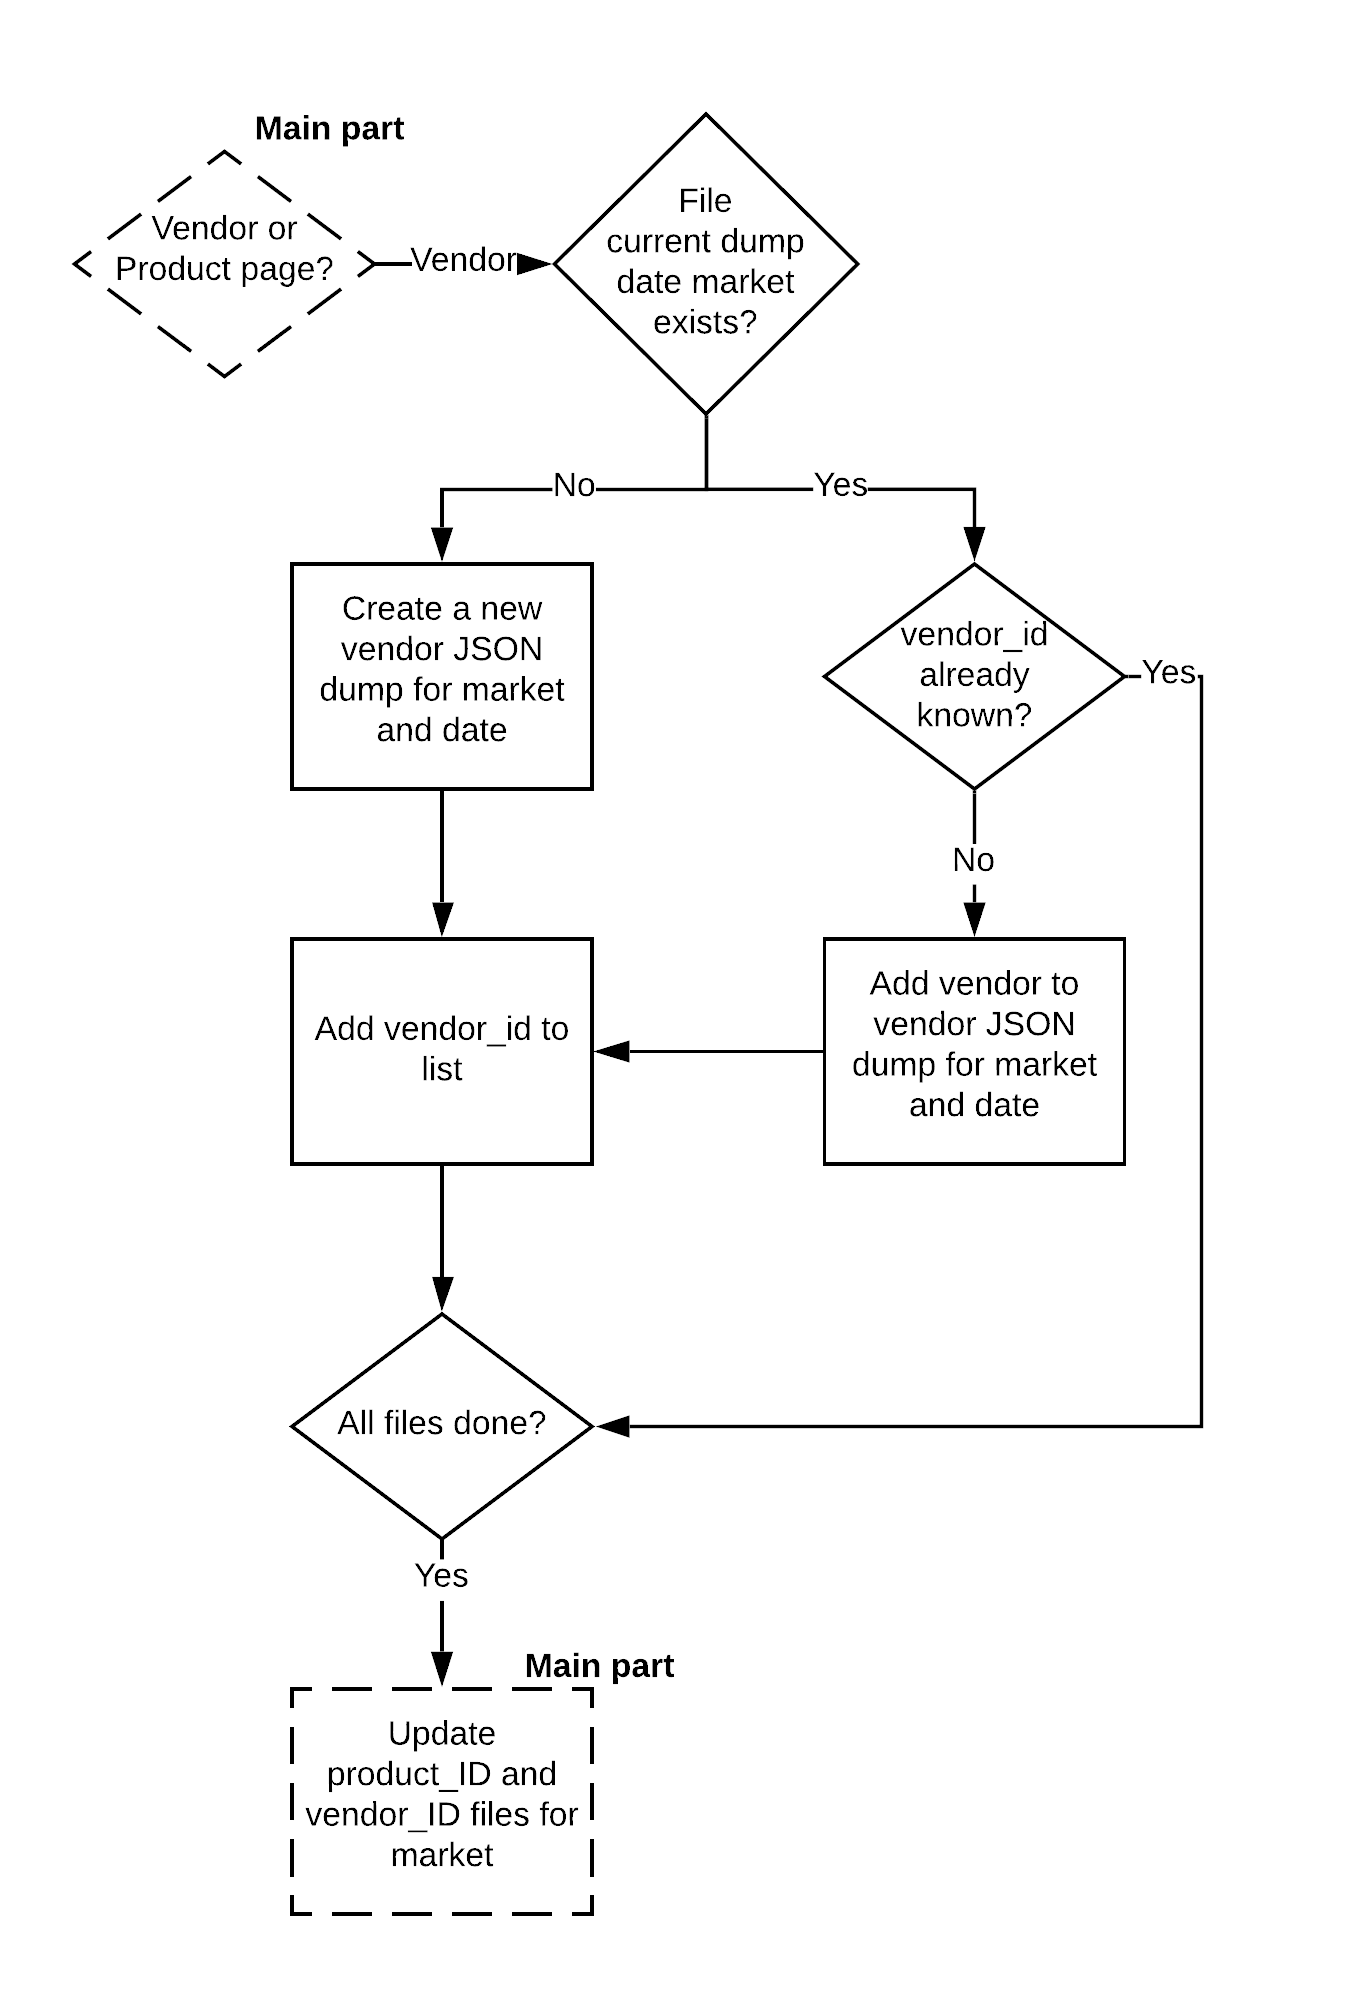 Main part
Vendor or
Product page?
Vendor
File
current dump
date market
exists?
No
Yes
Create a new
vendor JSON
dump for market
and date
vendor_id
already
known?
Yes
No
Add vendor_id to
list
Add vendor to
vendor JSON
dump for market
and date
All files done?
Yes
Main part
Update
product_ID and
vendor_ID files for
market